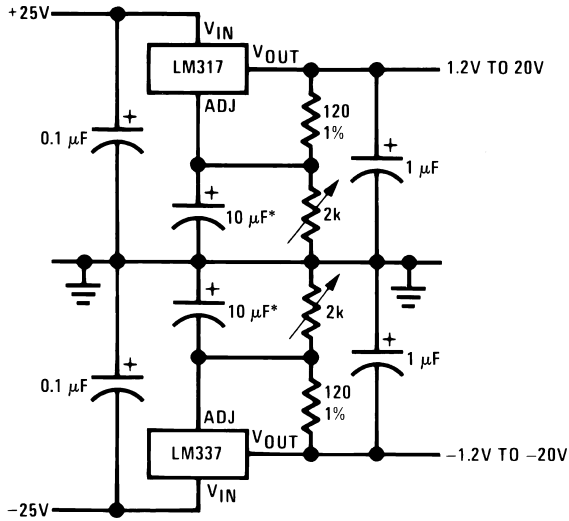 +25V
VIN
VOUT
LM317
1.2V TO 20V
ADJ
+
0.1 μF
120
1%
+
1 μF
+
10 μF*
2k
+
10 μF*
2k
+
0.1 μF
+
1 μF
120
1%
ADJ
VOUT
LM337
−1.2V TO −20V
VIN
−25V